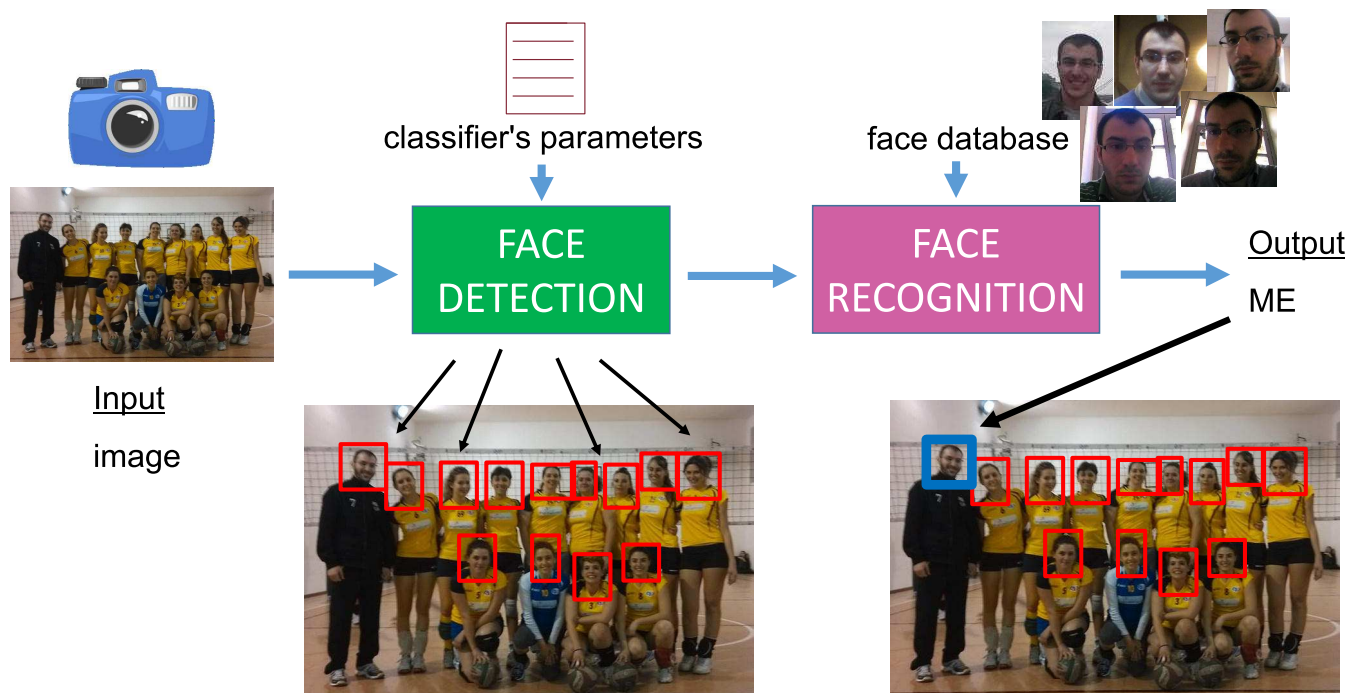 classifier's parameters
face database
FACE
DETECTION
FACE
RECOGNITION
Output
ME
Input
image